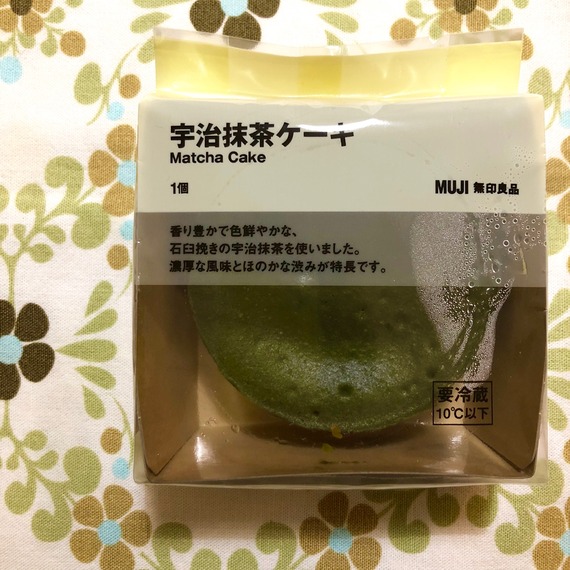 宇治抹茶ケーキ
Matcha Cake
1個
MUJI 無印良品
香り豊かで色鮮やかな、
石臼挽きの宇治抹茶を使いました。
濃厚な風味とほのかな渋みが特長です。
要冷蔵
10℃以下